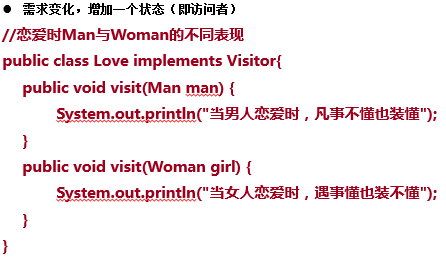 ● 需求变化，增加一个状态（即访问者）
//恋爱时Man与Woman的不同表现
public class Love implements Visitor{
public void visit(Man man) {
System.out.println("当男人恋爱时，凡事不懂也装懂");
}
public void visit(Woman girl) {
System.out.println("当女人恋爱时，遇事懂也装不懂");
}
}